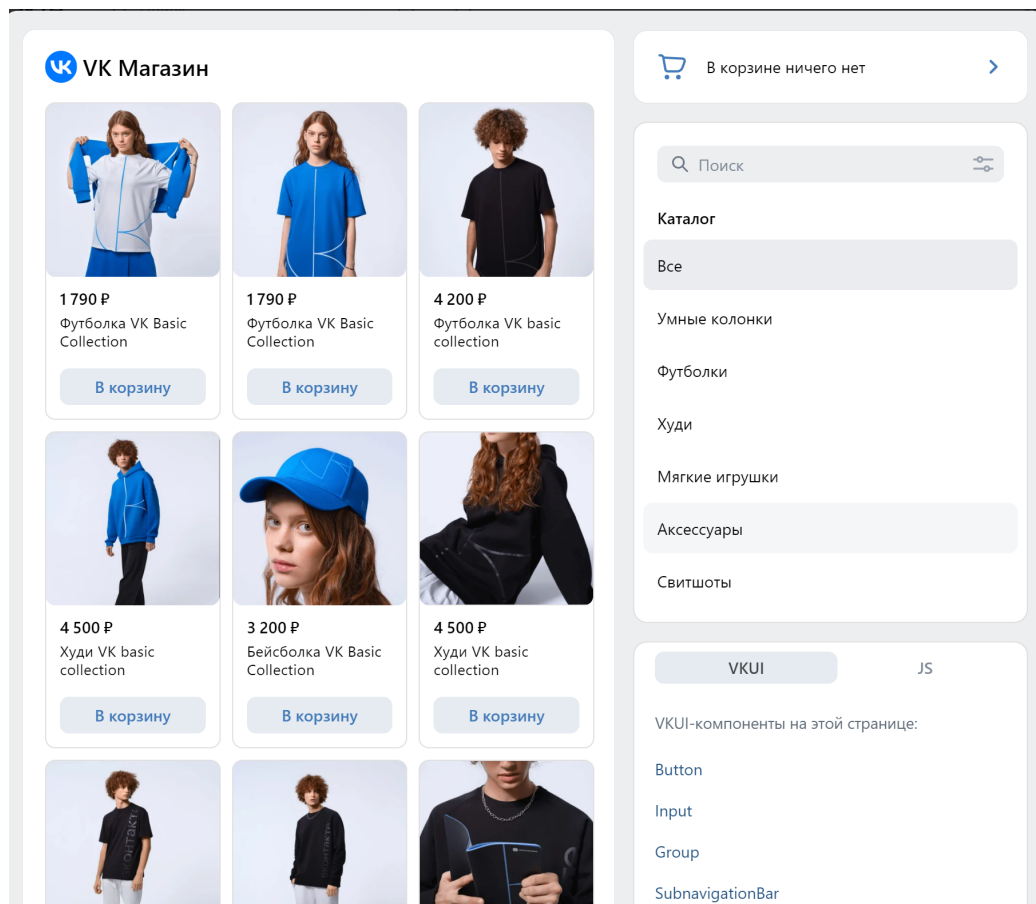 VK Магазин
1 790 ₽
Футболка VK Basic
Collection
В корзину
1 790 ₽
Футболка VK Basic
Collection
В корзину
4 200 ₽
Футболка VK basic
collection
В корзину
4 500 ₽
Худи VK basic
collection
В корзину
3 200 ₽
Бейсболка VK Basic
Collection
В корзину
4 500 ₽
Худи VK basic
collection
В корзину
В корзине ничего нет
Поиск
Каталог
Все
Умные колонки
Футболки
Худи
Мягкие игрушки
Аксессуары
Свитшоты
VKUI
JS
VKUI-компоненты на этой странице:
Button
Input
Group
SubnavigationBar